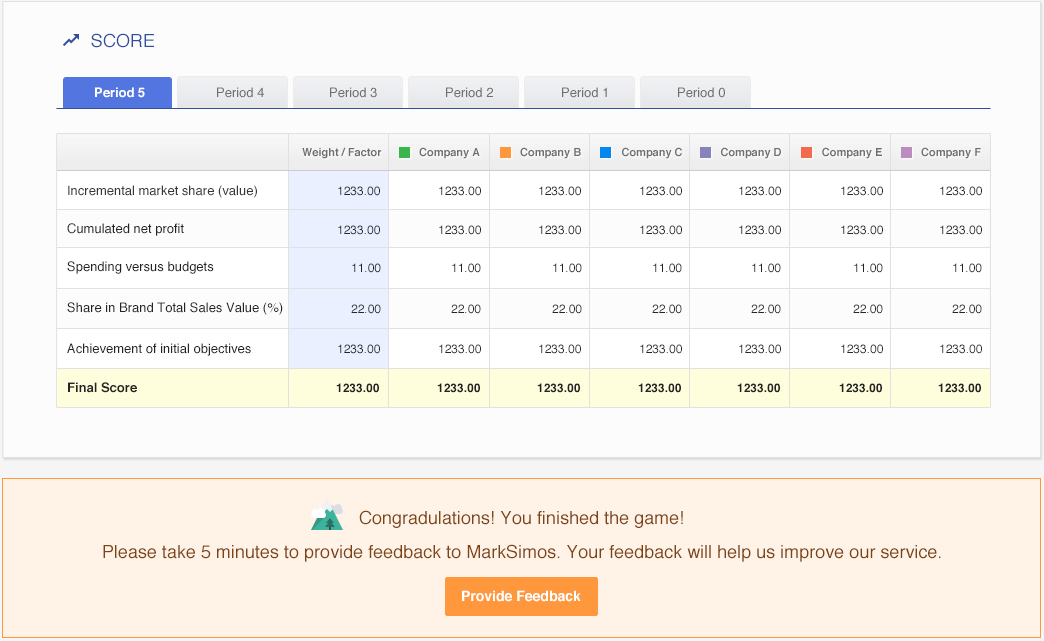 SCORE
Period 5 Period 4 Period 3 Period 2 Period 1 Period 0
Weight / Factor Company A Company B Company C Company D Company E Company F
Incremental market share (value) 1233.00 1233.00 1233.00 1233.00 1233.00 1233.00 1233.00
Cumulated net profit 1233.00 1233.00 1233.00 1233.00 1233.00 1233.00 1233.00
Spending versus budgets 11.00 11.00 11.00 11.00 11.00 11.00 11.00
Share in Brand Total Sales Value (%) 22.00 22.00 22.00 22.00 22.00 22.00 22.00
Achievement of initial objectives 1233.00 1233.00 1233.00 1233.00 1233.00 1233.00 1233.00
Final Score 1233.00 1233.00 1233.00 1233.00 1233.00 1233.00 1233.00
Congradulations! You finished the game!
Please take 5 minutes to provide feedback to MarkSimos. Your feedback will help us improve our service.
Provide Feedback